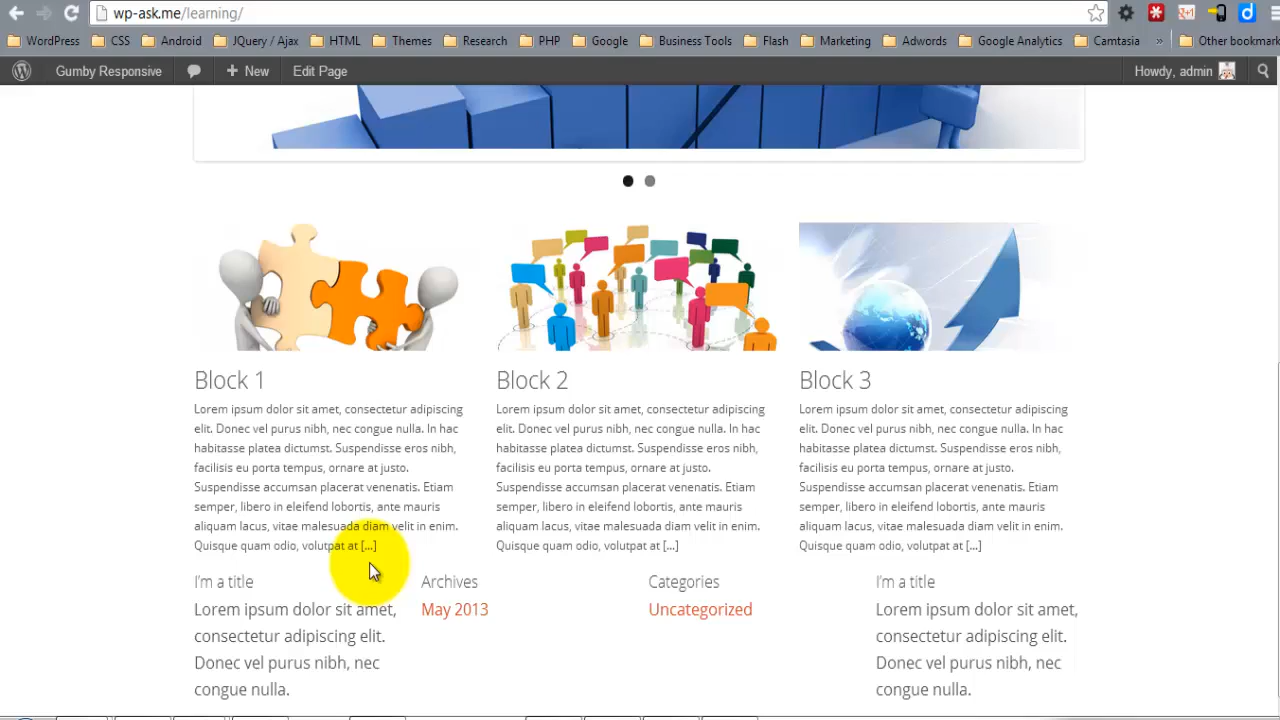 wp-ask.me/learning/
WordPress CSS Android JQuery / Ajax HTML Themes Research PHP Google Business Tools Flash Marketing Adwords Google Analytics Camtasia » Other bookmark
Gumby Responsive + New Edit Page Howdy, admin
Block 1
Lorem ipsum dolor sit amet, consectetur adipiscing
elit. Donec vel purus nibh, nec congue nulla. In hac
habitasse platea dictumst. Suspendisse eros nibh,
facilisis eu porta tempus, ornare at justo.
Suspendisse accumsan placerat venenatis. Etiam
semper, libero in eleifend lobortis, ante mauris
aliquam lacus, vitae malesuada diam velit in enim.
Quisque quam odio, volutpat at [...]
Block 2
Lorem ipsum dolor sit amet, consectetur adipiscing
elit. Donec vel purus nibh, nec congue nulla. In hac
habitasse platea dictumst. Suspendisse eros nibh,
facilisis eu porta tempus, ornare at justo.
Suspendisse accumsan placerat venenatis. Etiam
semper, libero in eleifend lobortis, ante mauris
aliquam lacus, vitae malesuada diam velit in enim.
Quisque quam odio, volutpat at [...]
Block 3
Lorem ipsum dolor sit amet, consectetur adipiscing
elit. Donec vel purus nibh, nec congue nulla. In hac
habitasse platea dictumst. Suspendisse eros nibh,
facilisis eu porta tempus, ornare at justo.
Suspendisse accumsan placerat venenatis. Etiam
semper, libero in eleifend lobortis, ante mauris
aliquam lacus, vitae malesuada diam velit in enim.
Quisque quam odio, volutpat at [...]
I'm a title
Lorem ipsum dolor sit amet,
consectetur adipiscing elit.
Donec vel purus nibh, nec
congue nulla.
Archives
May 2013
Categories
Uncategorized
I'm a title
Lorem ipsum dolor sit amet,
consectetur adipiscing elit.
Donec vel purus nibh, nec
congue nulla.